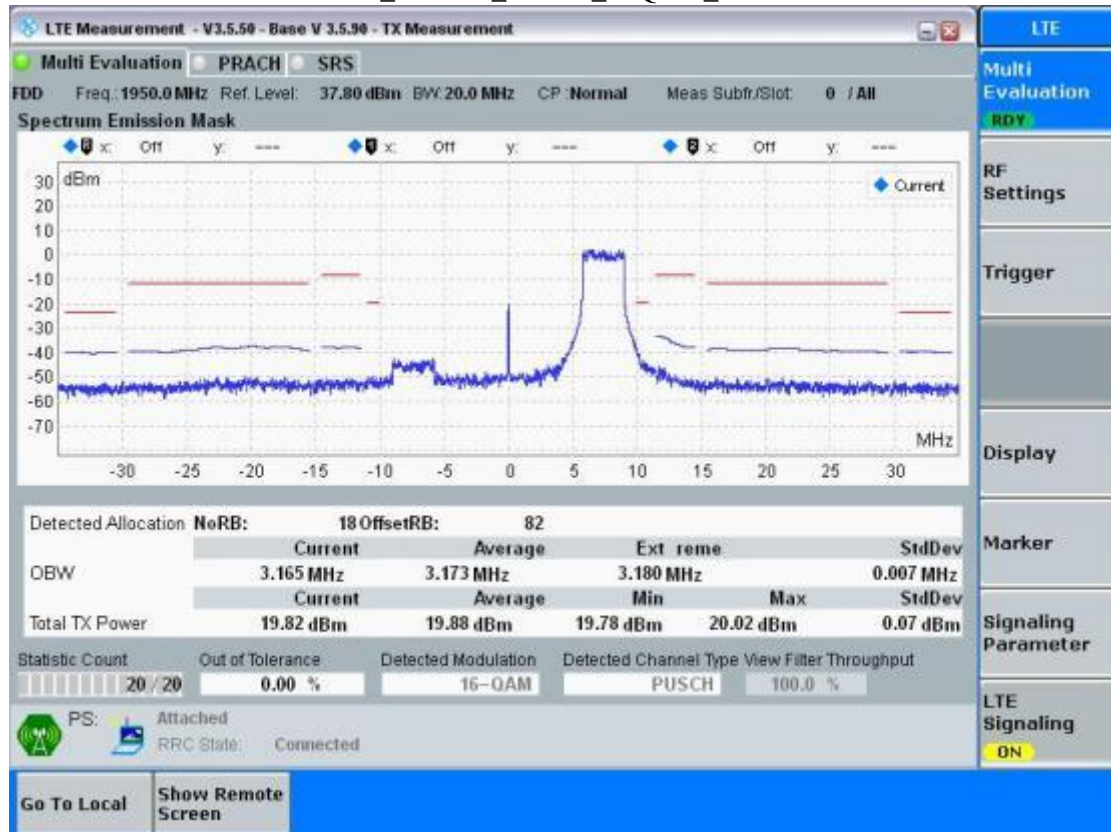 LTE Measurement - V3.5.50 - Base V 3.5.90 - TX Measurement
LTE
Multi Evaluation PRACH SRS
FDD Freq.: 1950.0 MHz Ref. Level: 37.80 dBm BW: 20.0 MHz CP :Normal Meas Subfr./Slot: 0 / All
Spectrum Emission Mask
x: Off y: --- x: Off y: --- x: Off y: ---
dBm
Current
30
20
10
0
-10
-20
-30
-40
-50
-60
-70
MHz
-30 -25 -20 -15 -10 -5 0 5 10 15 20 25 30
Detected Allocation NoRB: 18 OffsetRB: 82
Current Average Ext reme StdDev
OBW 3.165 MHz 3.173 MHz 3.180 MHz 0.007 MHz
Current Average Min Max StdDev
Total TX Power 19.82 dBm 19.88 dBm 19.78 dBm 20.02 dBm 0.07 dBm
Statistic Count Out of Tolerance Detected Modulation Detected Channel Type View Filter Throughput
20 / 20 0.00 % 16-QAM PUSCH 100.0 %
PS: Attached
RRC State: Connected
Multi
Evaluation
RDY
RF
Settings
Trigger
Display
Marker
Signaling
Parameter
LTE
Signaling
ON
Go To Local
Show Remote
Screen